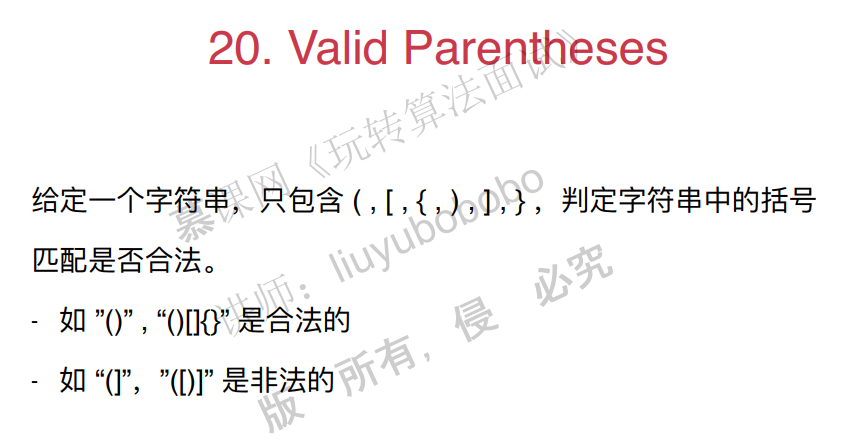 20. Valid Parentheses
给定一个字符串，只包含 ( , [ , { , ) , ] , } ，判定字符串中的括号
匹配是否合法。
- 如 ”()” , “()[]{}” 是合法的
- 如 “(]”，”([)]” 是非法的
慕课网《玩转算法面试》
讲师：liuyubobobo
版 所有，侵 必究